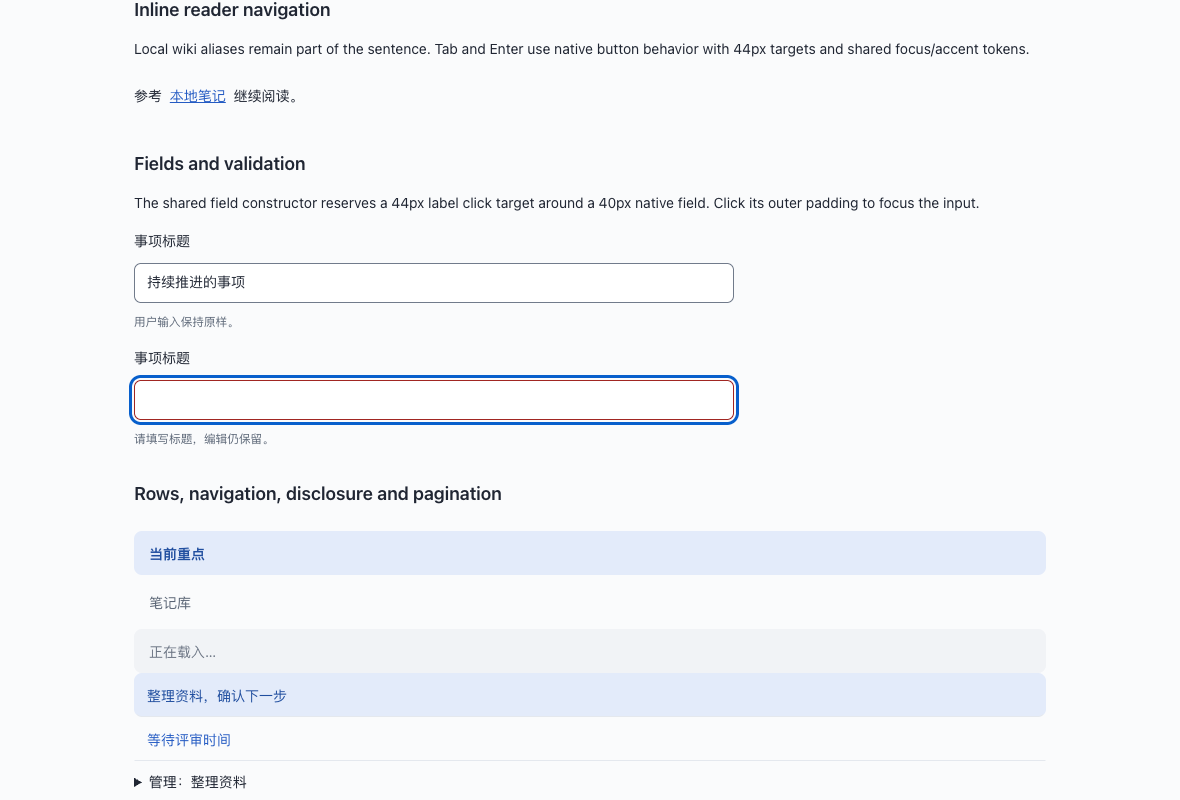 Inline reader navigation
Local wiki aliases remain part of the sentence. Tab and Enter use native button behavior with 44px targets and shared focus/accent tokens.
参考 本地笔记 继续阅读。
Fields and validation
The shared field constructor reserves a 44px label click target around a 40px native field. Click its outer padding to focus the input.
事项标题
持续推进的事项
用户输入保持原样。
事项标题
请填写标题，编辑仍保留。
Rows, navigation, disclosure and pagination
当前重点
笔记库
正在载入…
整理资料，确认下一步
等待评审时间
管理：整理资料